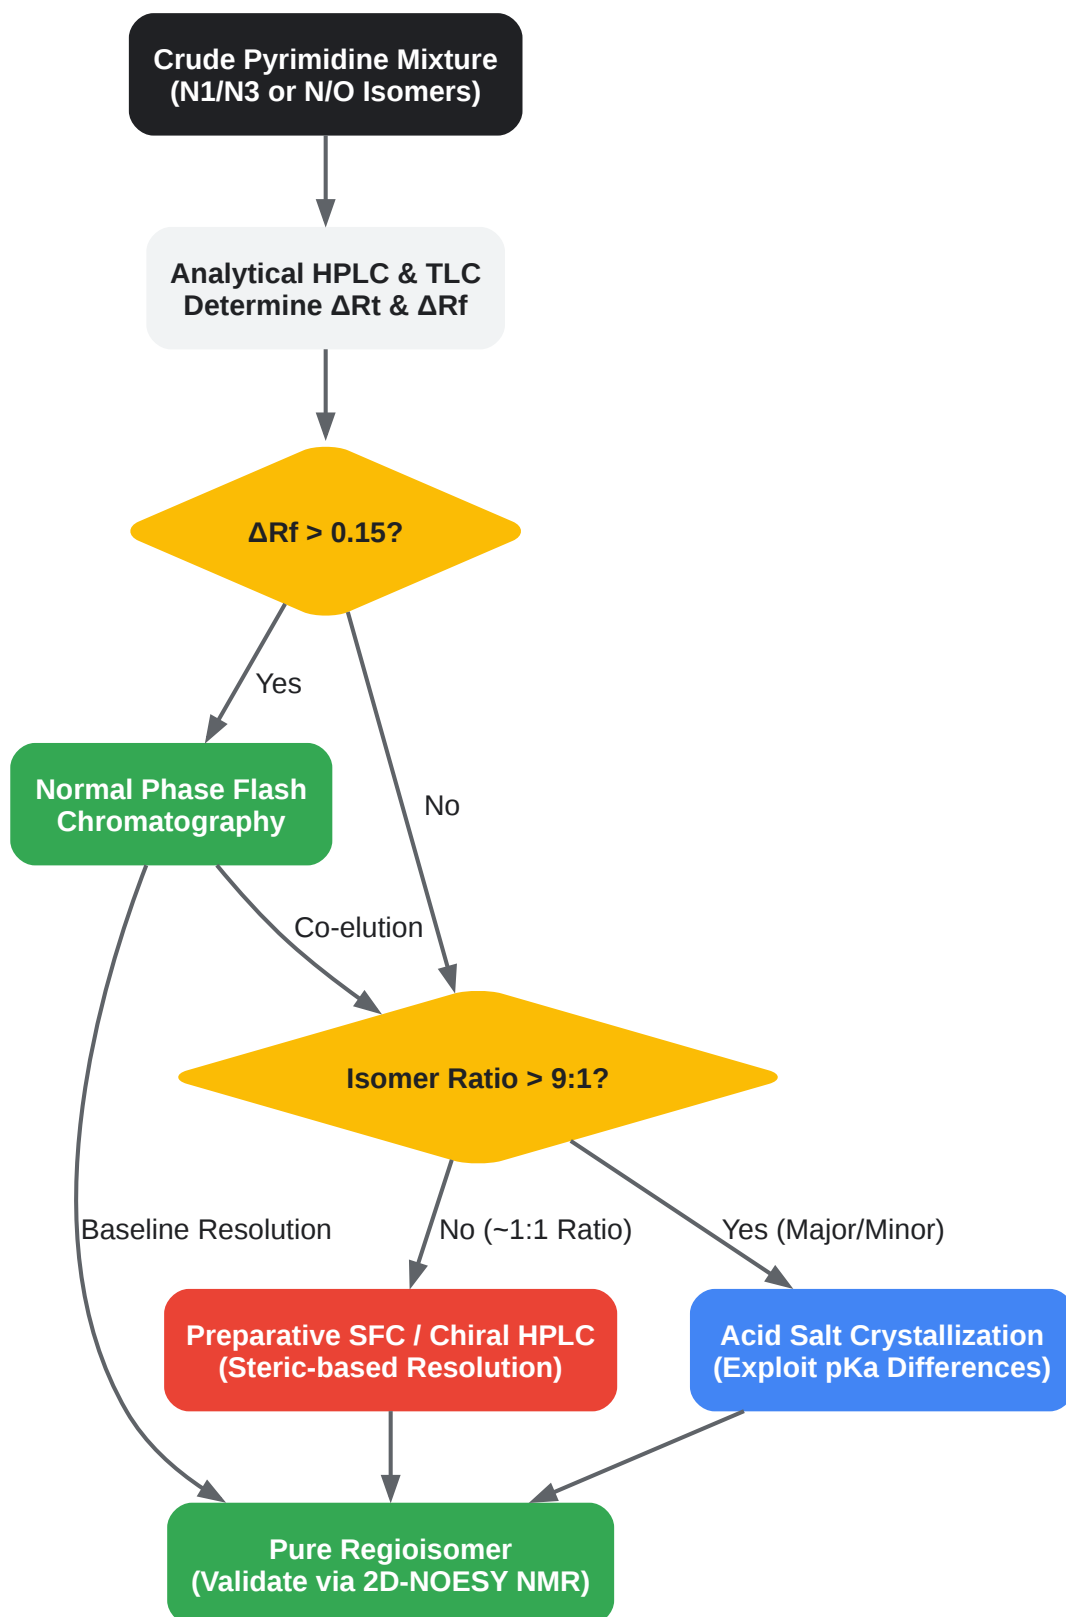 Crude Pyrimidine Mixture
(N1/N3 or N/O Isomers)
Analytical HPLC & TLC
Determine ΔRt & ΔRf
ΔRf > 0.15?
Yes
Normal Phase Flash
Chromatography
No
Co-elution
Isomer Ratio > 9:1?
Baseline Resolution
No (~1:1 Ratio)
Yes (Major/Minor)
Preparative SFC / Chiral HPLC
(Steric-based Resolution)
Acid Salt Crystallization
(Exploit pKa Differences)
Pure Regioisomer
(Validate via 2D-NOESY NMR)